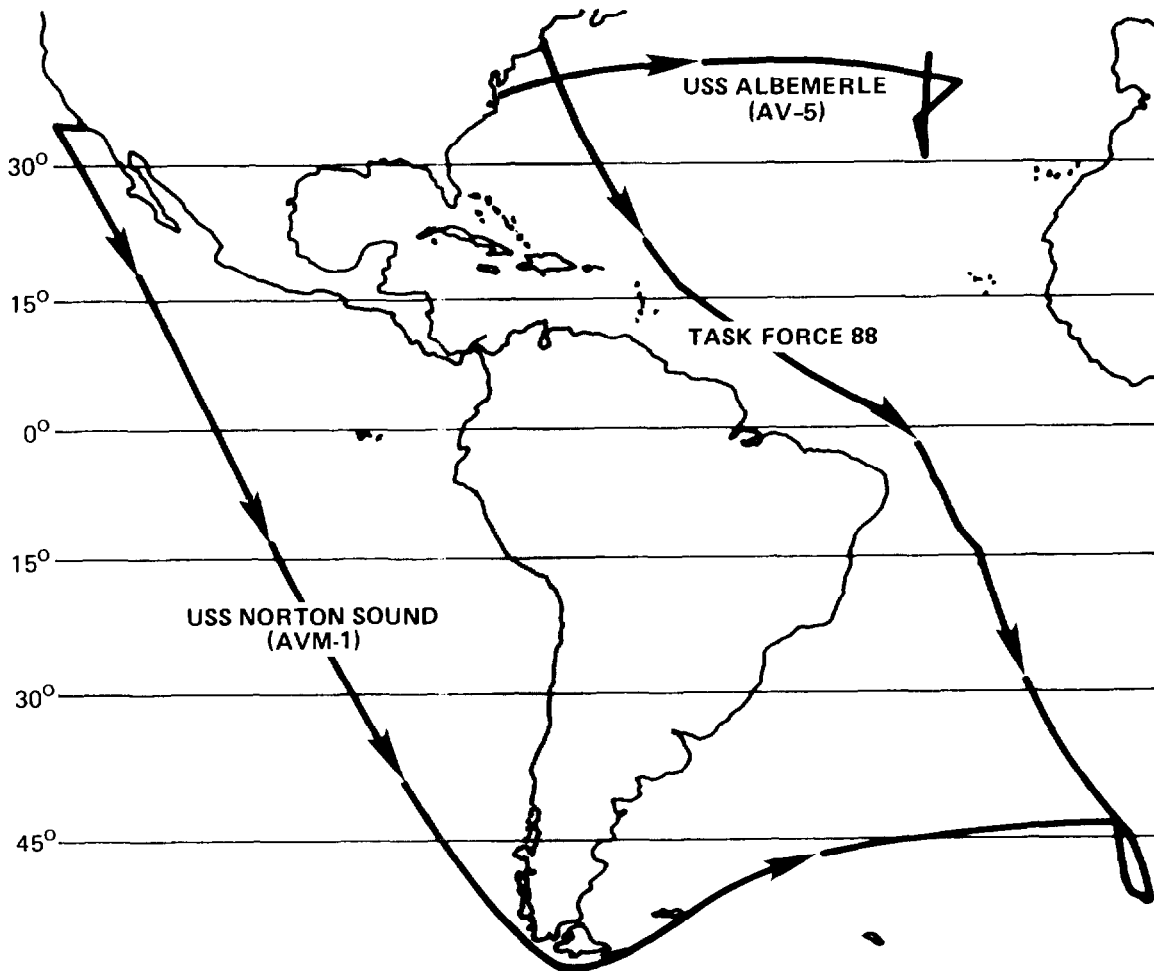 USS ALBEMERLE
(AV-5)
30°
15°
TASK FORCE 88
0°
15°
USS NORTON SOUND
(AVM-1)
30°
45°